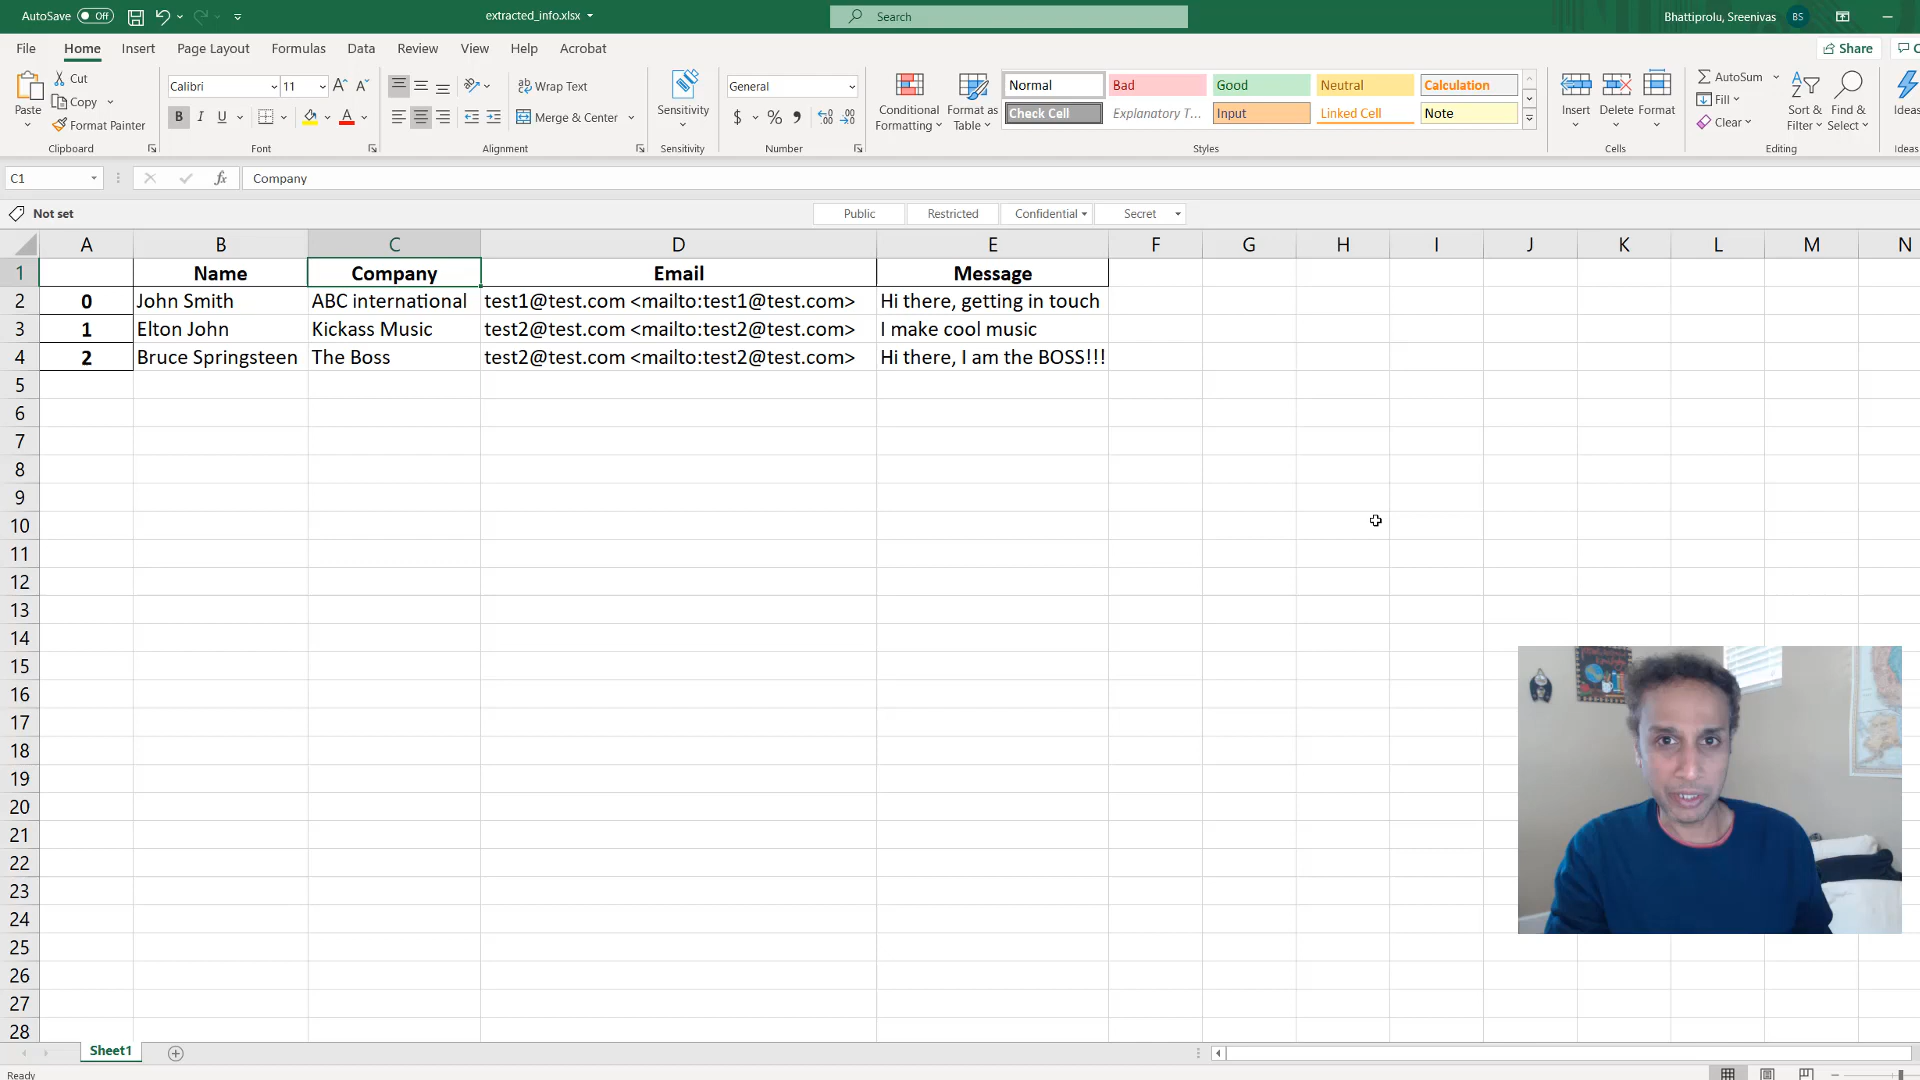 AutoSave Off extracted_info.xlsx Search Bhattiprolu, Sreenivas BS
File Home Insert Page Layout Formulas Data Review View Help Acrobat Share
Paste Cut Copy Format Painter Clipboard
Calibri 11 B I U Font
Wrap Text Merge & Center Alignment
Sensitivity Sensitivity
General $ % Number
Conditional Formatting Format as Table
Normal Bad Good Neutral Calculation
Check Cell Explanatory T... Input Linked Cell Note
Styles
Insert Delete Format Cells
AutoSum Fill Clear Sort & Filter Find & Select Editing
Ideas Ideas
C1 fx Company
Not set Public Restricted Confidential Secret
A B C D E F G H I J K L M N
1 Name Company Email Message
2 0 John Smith ABC international test1@test.com <mailto:test1@test.com> Hi there, getting in touch
3 1 Elton John Kickass Music test2@test.com <mailto:test2@test.com> I make cool music
4 2 Bruce Springsteen The Boss test2@test.com <mailto:test2@test.com> Hi there, I am the BOSS!!!
5
6
7
8
9
10
11
12
13
14
15
16
17
18
19
20
21
22
23
24
25
26
27
28
Sheet1
Ready